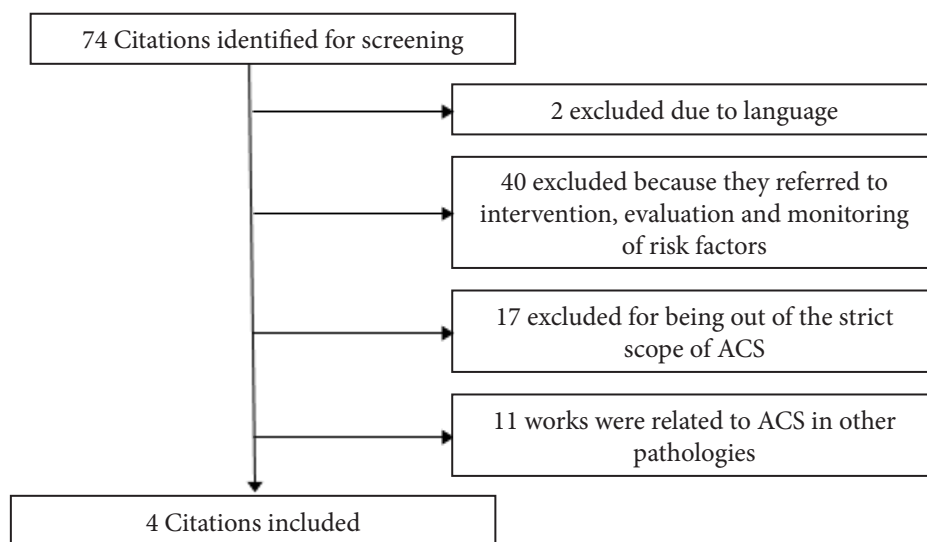 74 Citations identified for screening
2 excluded due to language
40 excluded because they referred to
intervention, evaluation and monitoring
of risk factors
17 excluded for being out of the strict
scope of ACS
11 works were related to ACS in other
pathologies
4 Citations included